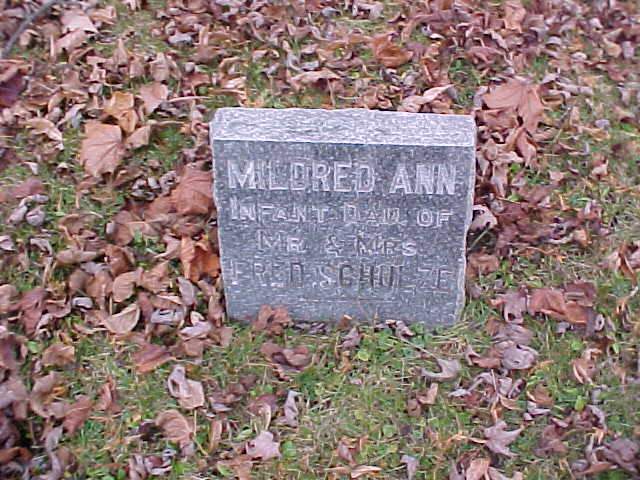 MILDRED ANN
INFANT DAU. OF
MR. & MRS.
FRED SCHULZE